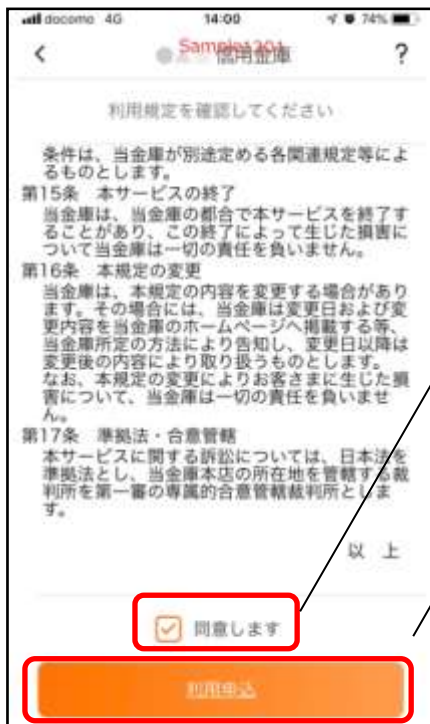 docomo 4G 14:00 74%
Sample1201
信用金庫 ?
利用規定を確認してください
条件は、当金庫が別途定める各関連規定等によ
るものとします。
第15条 本サービスの終了
当金庫は、当金庫の都合で本サービスを終了す
ることがあり、この終了によって生じた損害に
ついて当金庫は一切の責任を負いません。
第16条 本規定の変更
当金庫は、本規定の内容を変更する場合があり
ます。その場合には、当金庫は変更日および変
更内容を当金庫のホームページへ掲載する等、
当金庫所定の方法により告知し、変更日以降は
変更後の内容により取り扱うものとします。
なお、本規定の変更によりお客さまに生じた損
害について、当金庫は一切の責任を負いませ
ん。
第17条 準拠法・合意管轄
本サービスに関する訴訟については、日本法を
準拠法とし、当金庫本店の所在地を管轄する裁
判所を第一審の専属的合意管轄裁判所としま
す。
以 上
同意します
利用申込